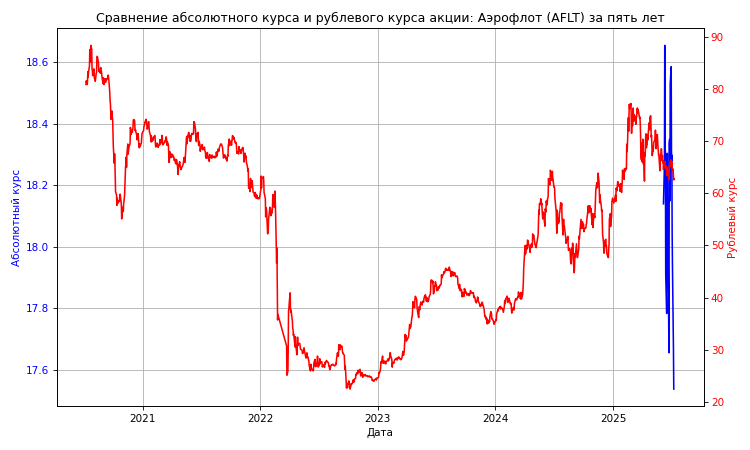 Сравнение абсолютного курса и рублевого курса акции: Аэрофлот (AFLT) за пять лет
18.6
18.4
18.2
18.0
17.8
17.6
Абсолютный курс
90
80
70
60
50
40
30
20
Рублевый курс
2021 2022 2023 2024 2025
Дата